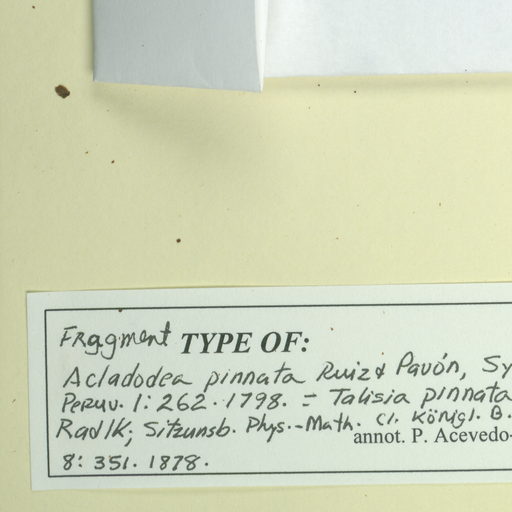 Fragment TYPE OF:
Acladodea pinnata Ruiz & Pavón, Sy
Peruv. 1:262. 1798. = Talisia pinnata
Radlk; Sitzunsb. Phys.-Math. Cl. Königl. B.
annot. P. Acevedo-
8: 351. 1878.